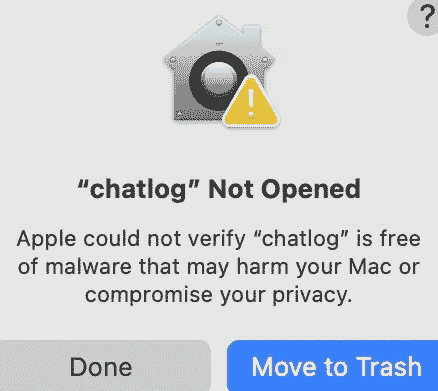 ?
“chatlog” Not Opened
Apple could not verify “chatlog” is free
of malware that may harm your Mac or
compromise your privacy.
Done
Move to Trash